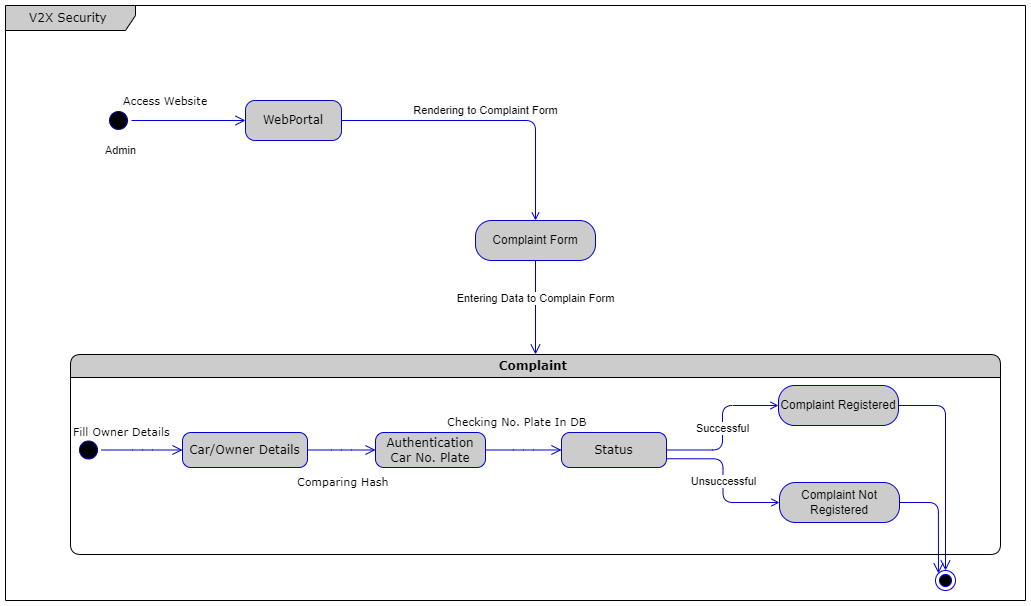 V2X Security
Access Website
Rendering to Complaint Form
WebPortal
Admin
Complaint Form
Entering Data to Complain Form
Complaint
Complaint Registered
Checking No. Plate In DB
Successful
Fill Owner Details
Car/Owner Details
Authentication
Car No. Plate
Status
Comparing Hash
Unsuccessful
Complaint Not
Registered